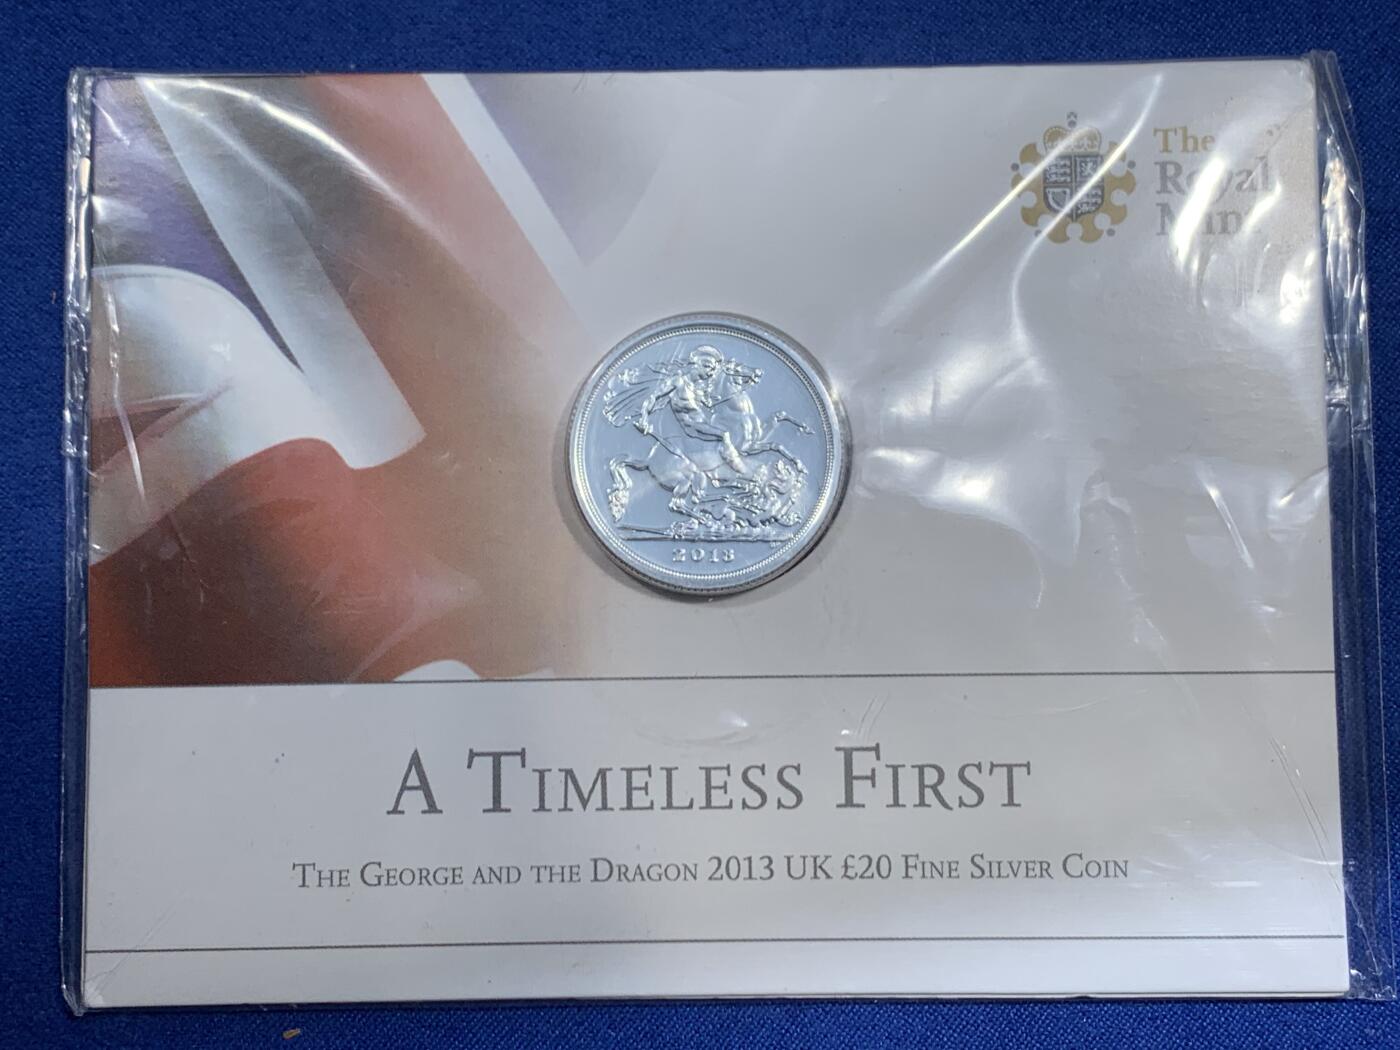 The
Royal
Mint
2013
A TIMELESS FIRST
THE GEORGE AND THE DRAGON 2013 UK £20 FINE SILVER COIN